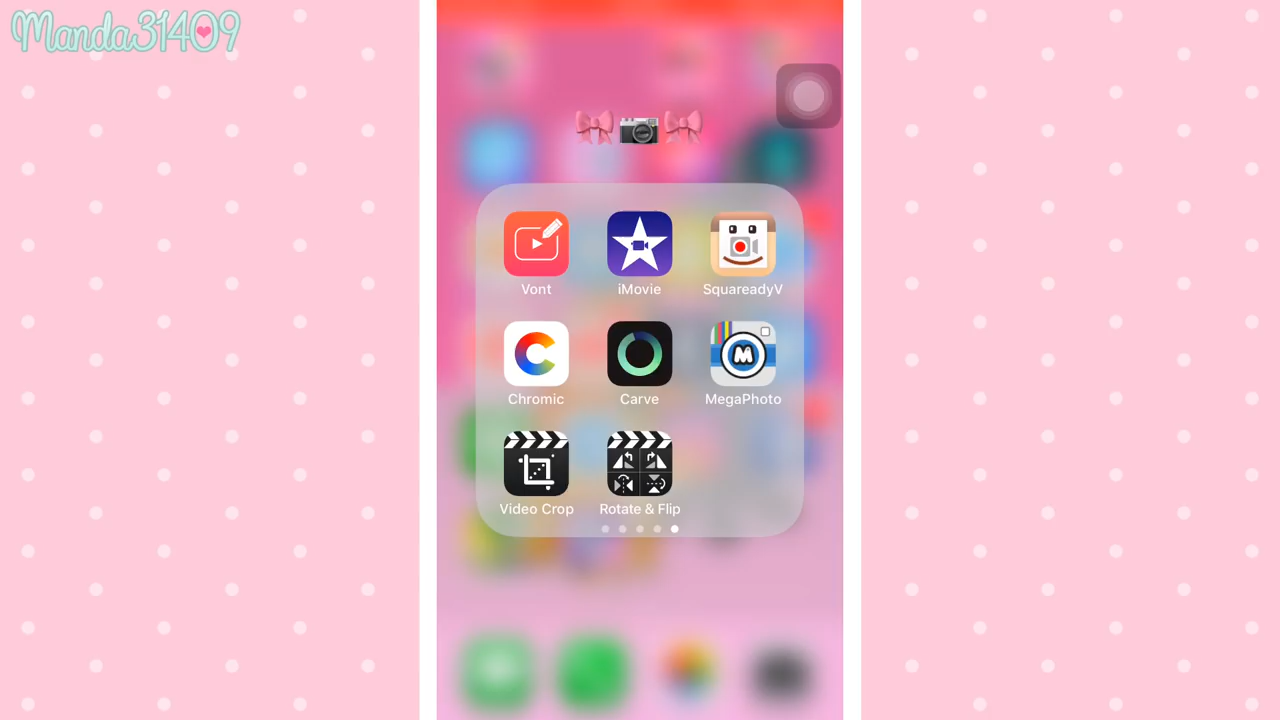 Manda31409
🎀📷🎀
Vont iMovie SquareadyV
Chromic Carve MegaPhoto
Video Crop Rotate & Flip